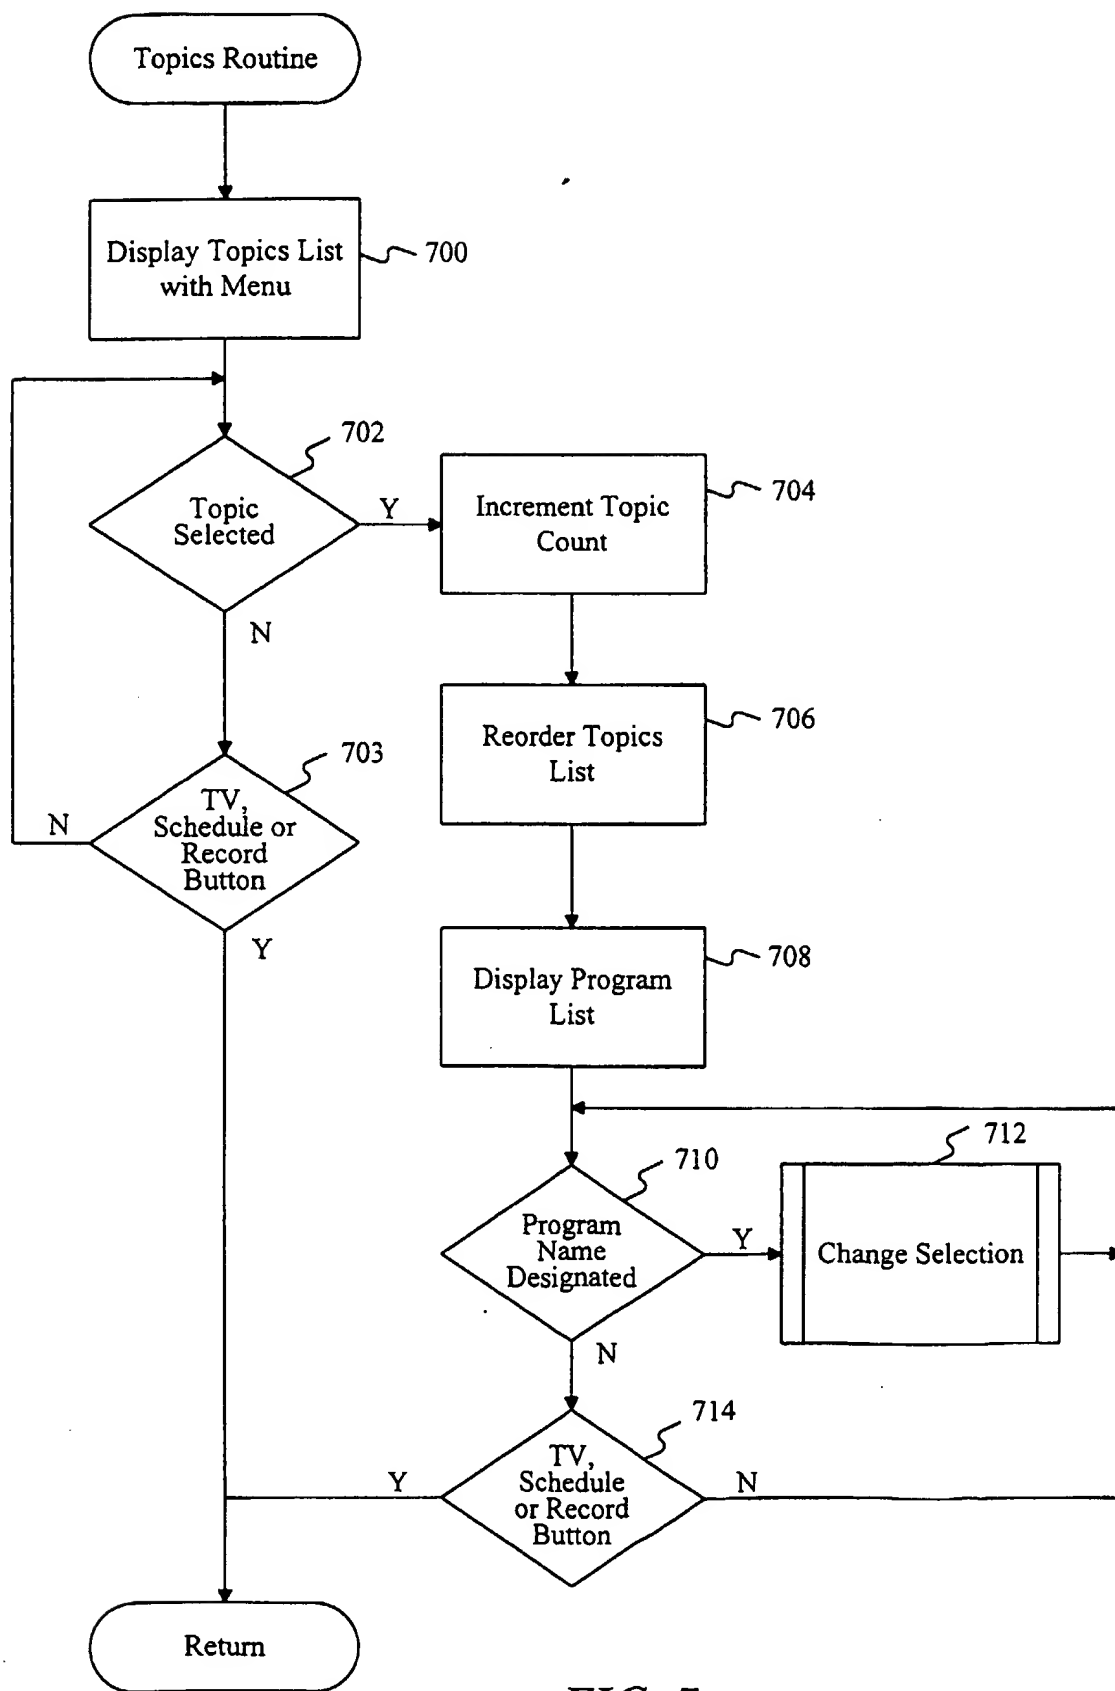 Topics Routine
Display Topics List
with Menu
700
702
Topic
Selected
Y
N
Increment Topic
Count
704
Reorder Topics
List
706
703
TV,
Schedule or
Record
Button
N
Y
Display Program
List
708
710
Program
Name
Designated
Y
N
712
Change Selection
714
TV,
Schedule
or Record
Button
Y
N
Return